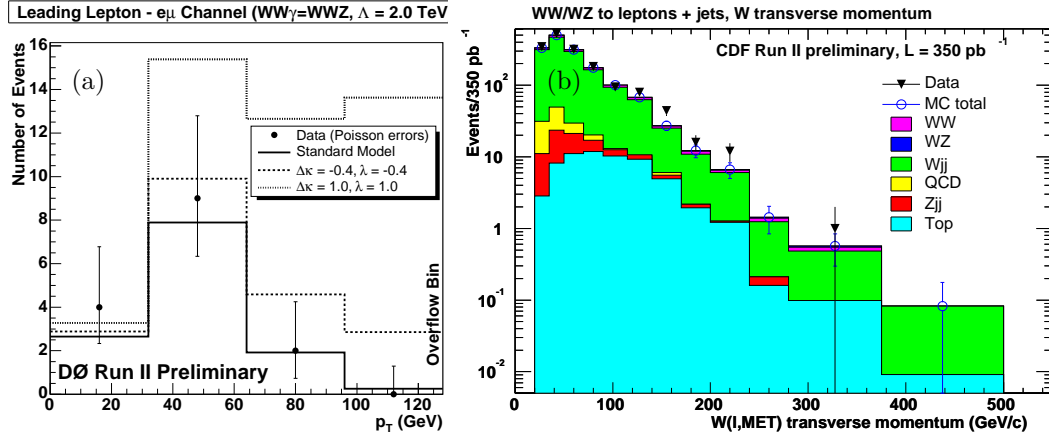 Leading Lepton - eμ Channel (WWγ=WWZ, Λ = 2.0 TeV
Number of Events
16
14
12
10
8
6
4
2
0
(a)
Data (Poisson errors)
Standard Model
Δκ = -0.4, λ = -0.4
Δκ = 1.0, λ = 1.0
Overflow Bin
DØ Run II Preliminary
0 20 40 60 80 100 120
p_T (GeV)
WW/WZ to leptons + jets, W transverse momentum
CDF Run II preliminary, L = 350 pb^-1
Events/350 pb^-1
10^2
10
1
10^-1
10^-2
(b)
Data
MC total
WW
WZ
Wjj
QCD
Zjj
Top
0 100 200 300 400 500
W(l,MET) transverse momentum (GeV/c)